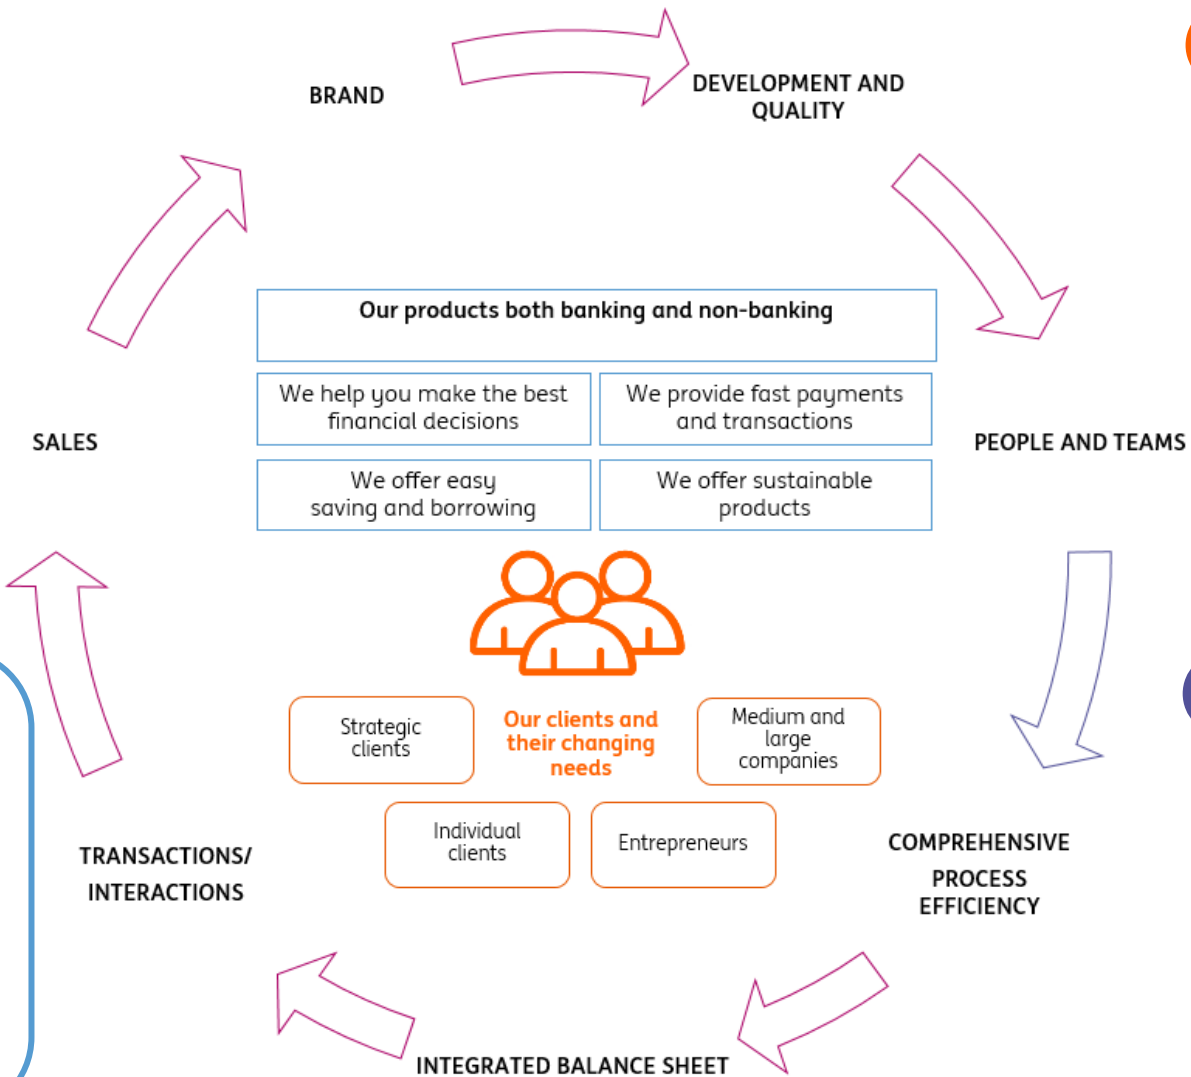 BRAND
DEVELOPMENT AND
QUALITY
Our products both banking and non-banking
We help you make the best
financial decisions
We provide fast payments
and transactions
SALES
PEOPLE AND TEAMS
We offer easy
saving and borrowing
We offer sustainable
products
Strategic
clients
Our clients and
their changing
needs
Medium and
large
companies
Individual
clients
Entrepreneurs
TRANSACTIONS/
INTERACTIONS
COMPREHENSIVE
PROCESS
EFFICIENCY
INTEGRATED BALANCE SHEET